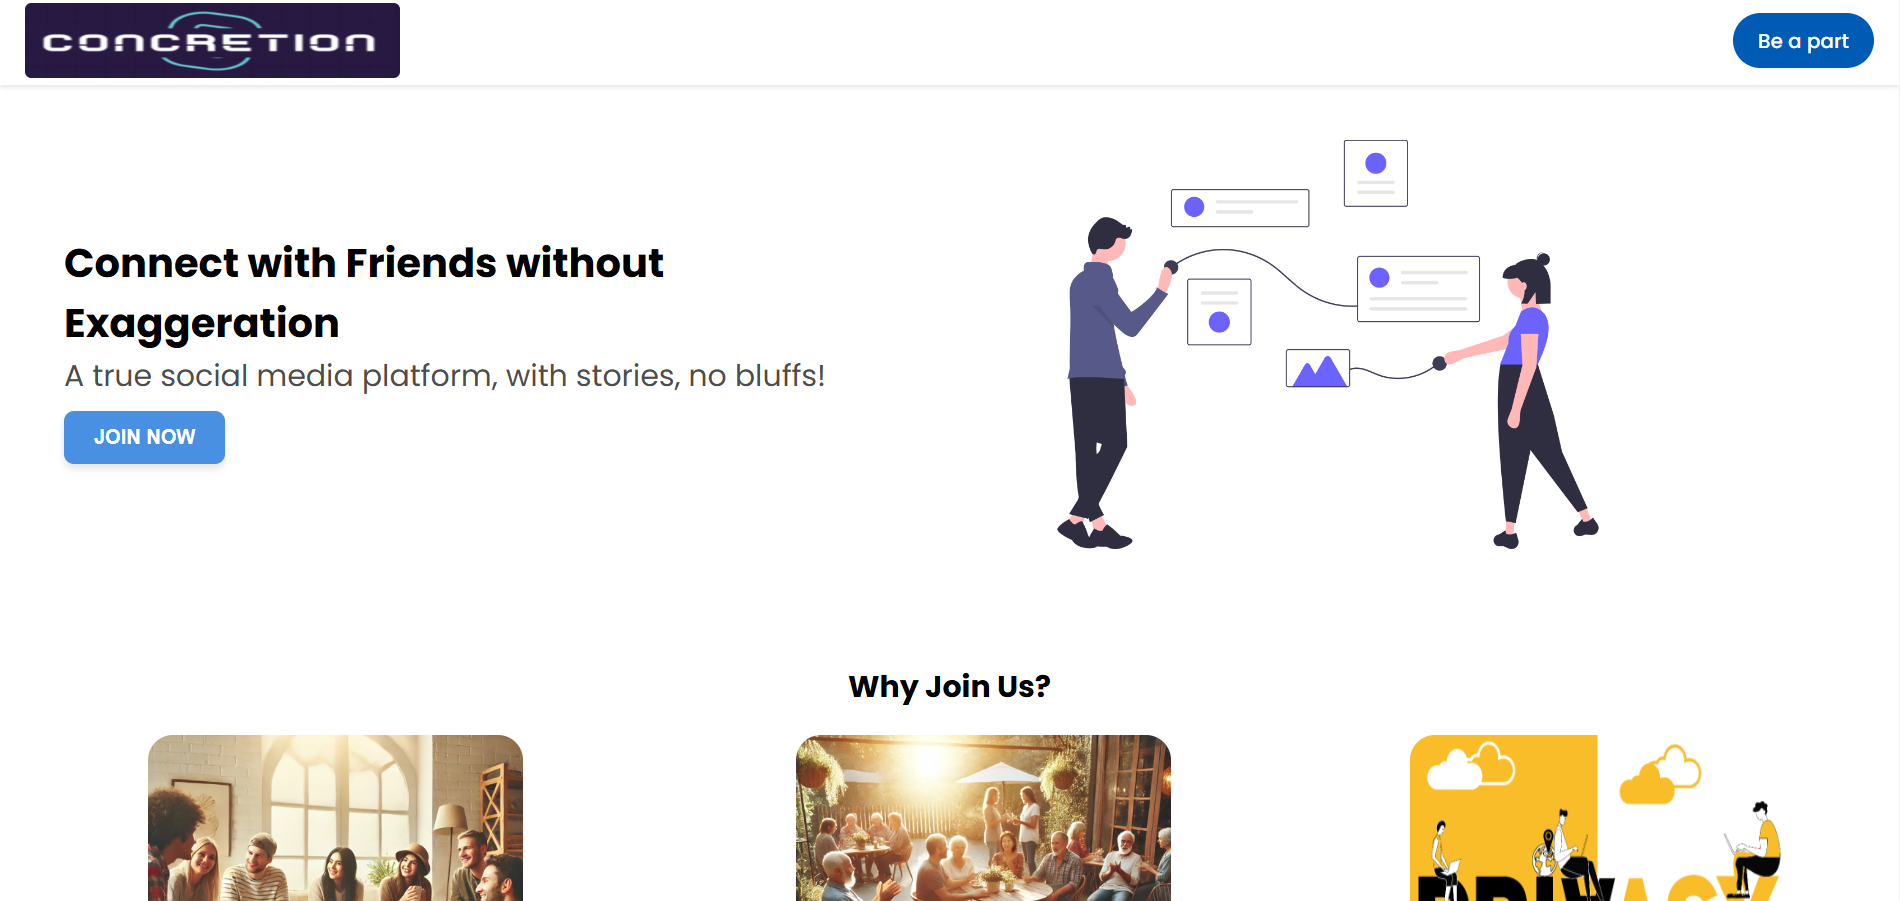 CONCRETION
Be a part
Connect with Friends without
Exaggeration
A true social media platform, with stories, no bluffs!
JOIN NOW
Why Join Us?
PRIVACY